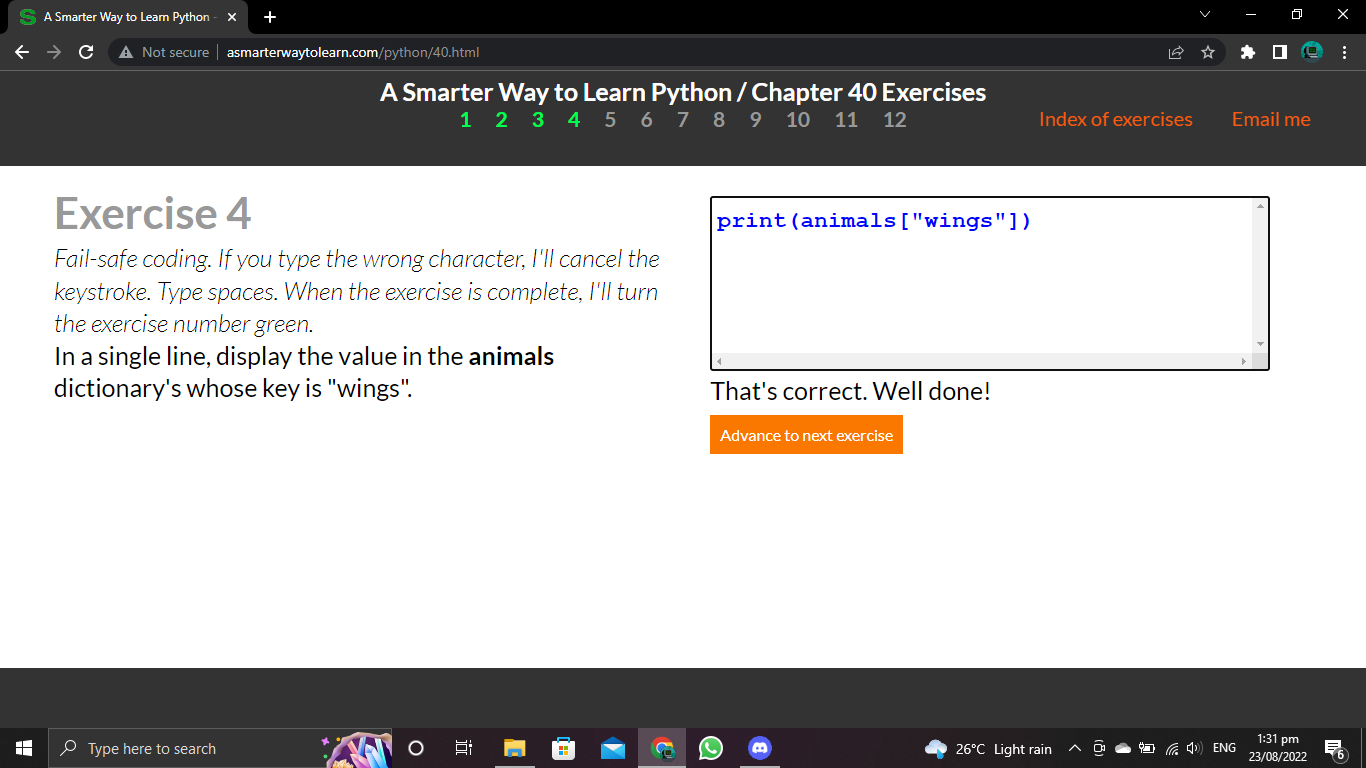 A Smarter Way to Learn Python -
Not secure | asmarterwaytolearn.com/python/40.html
A Smarter Way to Learn Python / Chapter 40 Exercises
1 2 3 4 5 6 7 8 9 10 11 12
Index of exercises Email me
Exercise 4
Fail-safe coding. If you type the wrong character, I'll cancel the
keystroke. Type spaces. When the exercise is complete, I'll turn
the exercise number green.
In a single line, display the value in the animals
dictionary's whose key is "wings".
print(animals["wings"])
That's correct. Well done!
Advance to next exercise
Type here to search
26°C Light rain
ENG
1:31 pm
23/08/2022
6